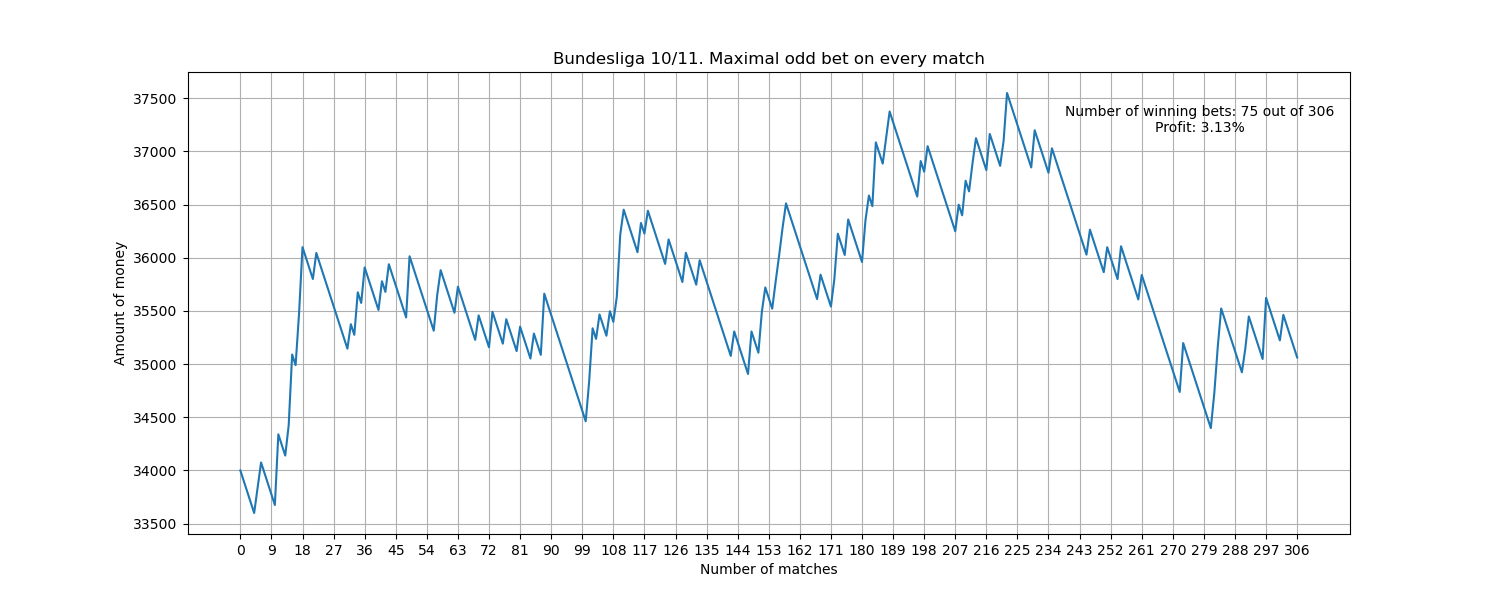 Bundesliga 10/11. Maximal odd bet on every match
Number of winning bets: 75 out of 306
Profit: 3.13%
Amount of money
37500
37000
36500
36000
35500
35000
34500
34000
33500
0 9 18 27 36 45 54 63 72 81 90 99 108 117 126 135 144 153 162 171 180 189 198 207 216 225 234 243 252 261 270 279 288 297 306
Number of matches